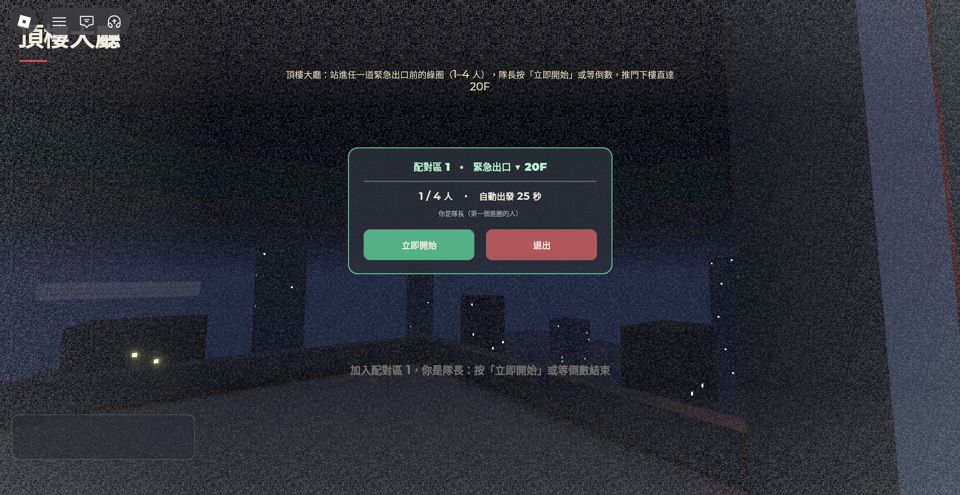 頂樓大廳
頂樓大廳：站進任一道緊急出口前的綠圈（1–4 人），隊長按「立即開始」或等倒數，推門下樓直達
20F
配對區 1 • 緊急出口 ▼ 20F
1 / 4 人 · 自動出發 25 秒
你是隊長（第一個進圈的人）
立即開始
退出
加入配對區 1，你是隊長：按「立即開始」或等倒數結束